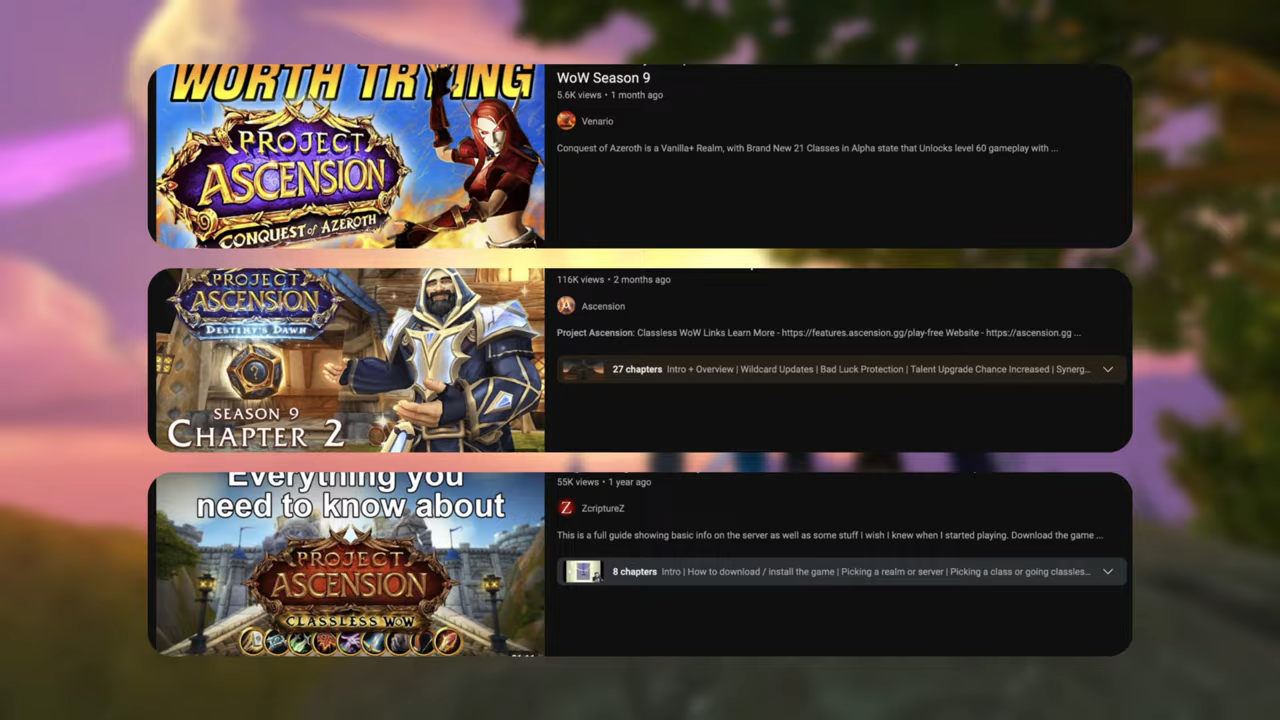 WORTH TRYING
PROJECT
ASCENSION
CONQUEST of AZEROTH
WoW Season 9
5.6K views • 1 month ago
Venario
Conquest of Azeroth is a Vanilla+ Realm, with Brand New 21 Classes in Alpha state that Unlocks level 60 gameplay with ...
PROJECT
ASCENSION
DESTINY'S DAWN
?
SEASON 9
CHAPTER 2
116K views • 2 months ago
Ascension
Project Ascension: Classless WoW Links Learn More - https://features.ascension.gg/play-free Website - https://ascension.gg ...
27 chapters Intro + Overview | Wildcard Updates | Bad Luck Protection | Talent Upgrade Chance Increased | Synerg...
Everything you
need to know about
PROJECT
ASCENSION
CLASSLESS WOW
55K views • 1 year ago
Z ZcriptureZ
This is a full guide showing basic info on the server as well as some stuff I wish I knew when I started playing. Download the game ...
8 chapters Intro | How to download / install the game | Picking a realm or server | Picking a class or going classles...